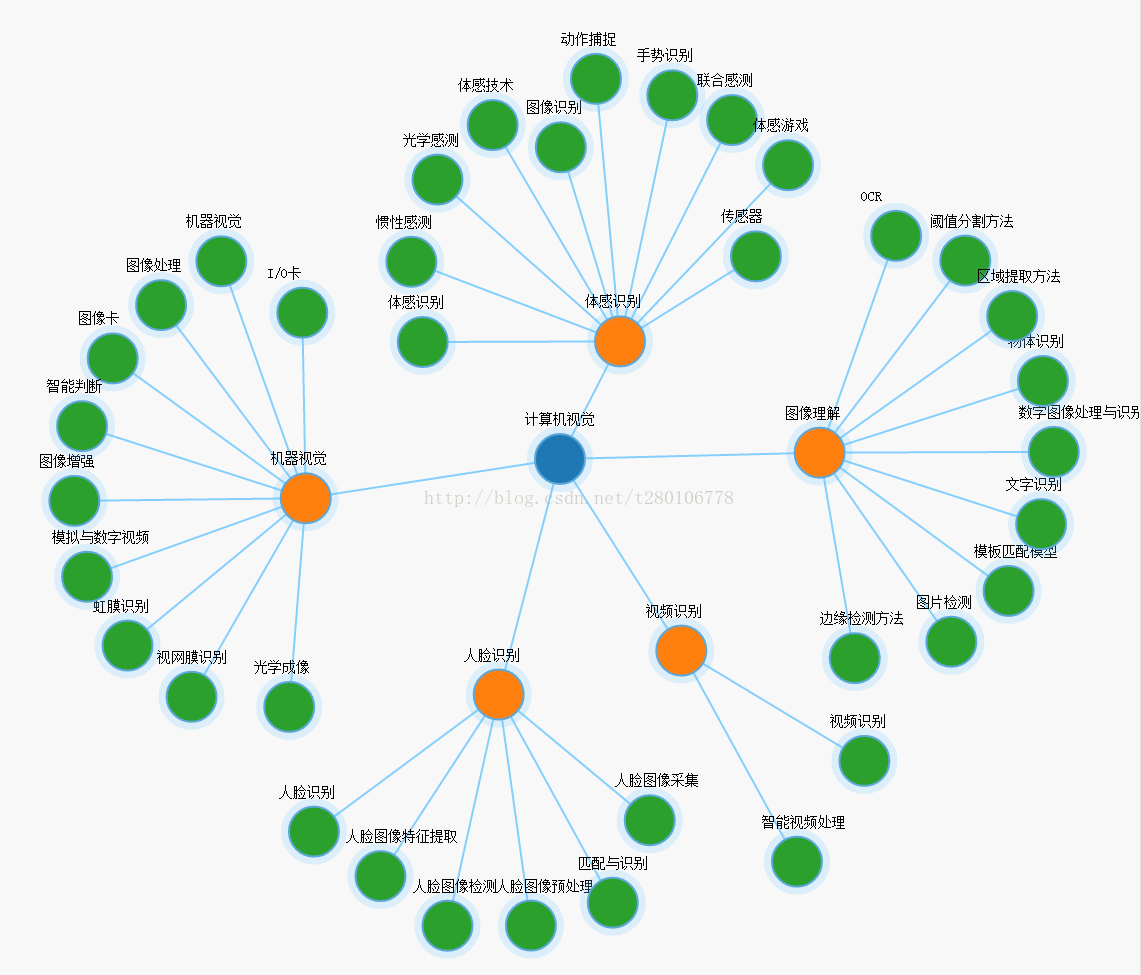 动作捕捉
手势识别
体感技术
联合感测
图像识别
体感游戏
光学感测
OCR
传感器
阈值分割方法
机器视觉
惯性感测
图像处理
I/O卡
区域提取方法
体感识别
体感识别
图像卡
物体识别
智能判断
图像理解
数字图像处理与识别
计算机视觉
机器视觉
图像增强
文字识别
http://blog.csdn.net/t280106778
模拟与数字视频
模板匹配模型
虹膜识别
视频识别
图片检测
边缘检测方法
视网膜识别
人脸识别
光学成像
视频识别
人脸图像采集
人脸识别
智能视频处理
人脸图像特征提取
匹配与识别
人脸图像检测
人脸图像预处理